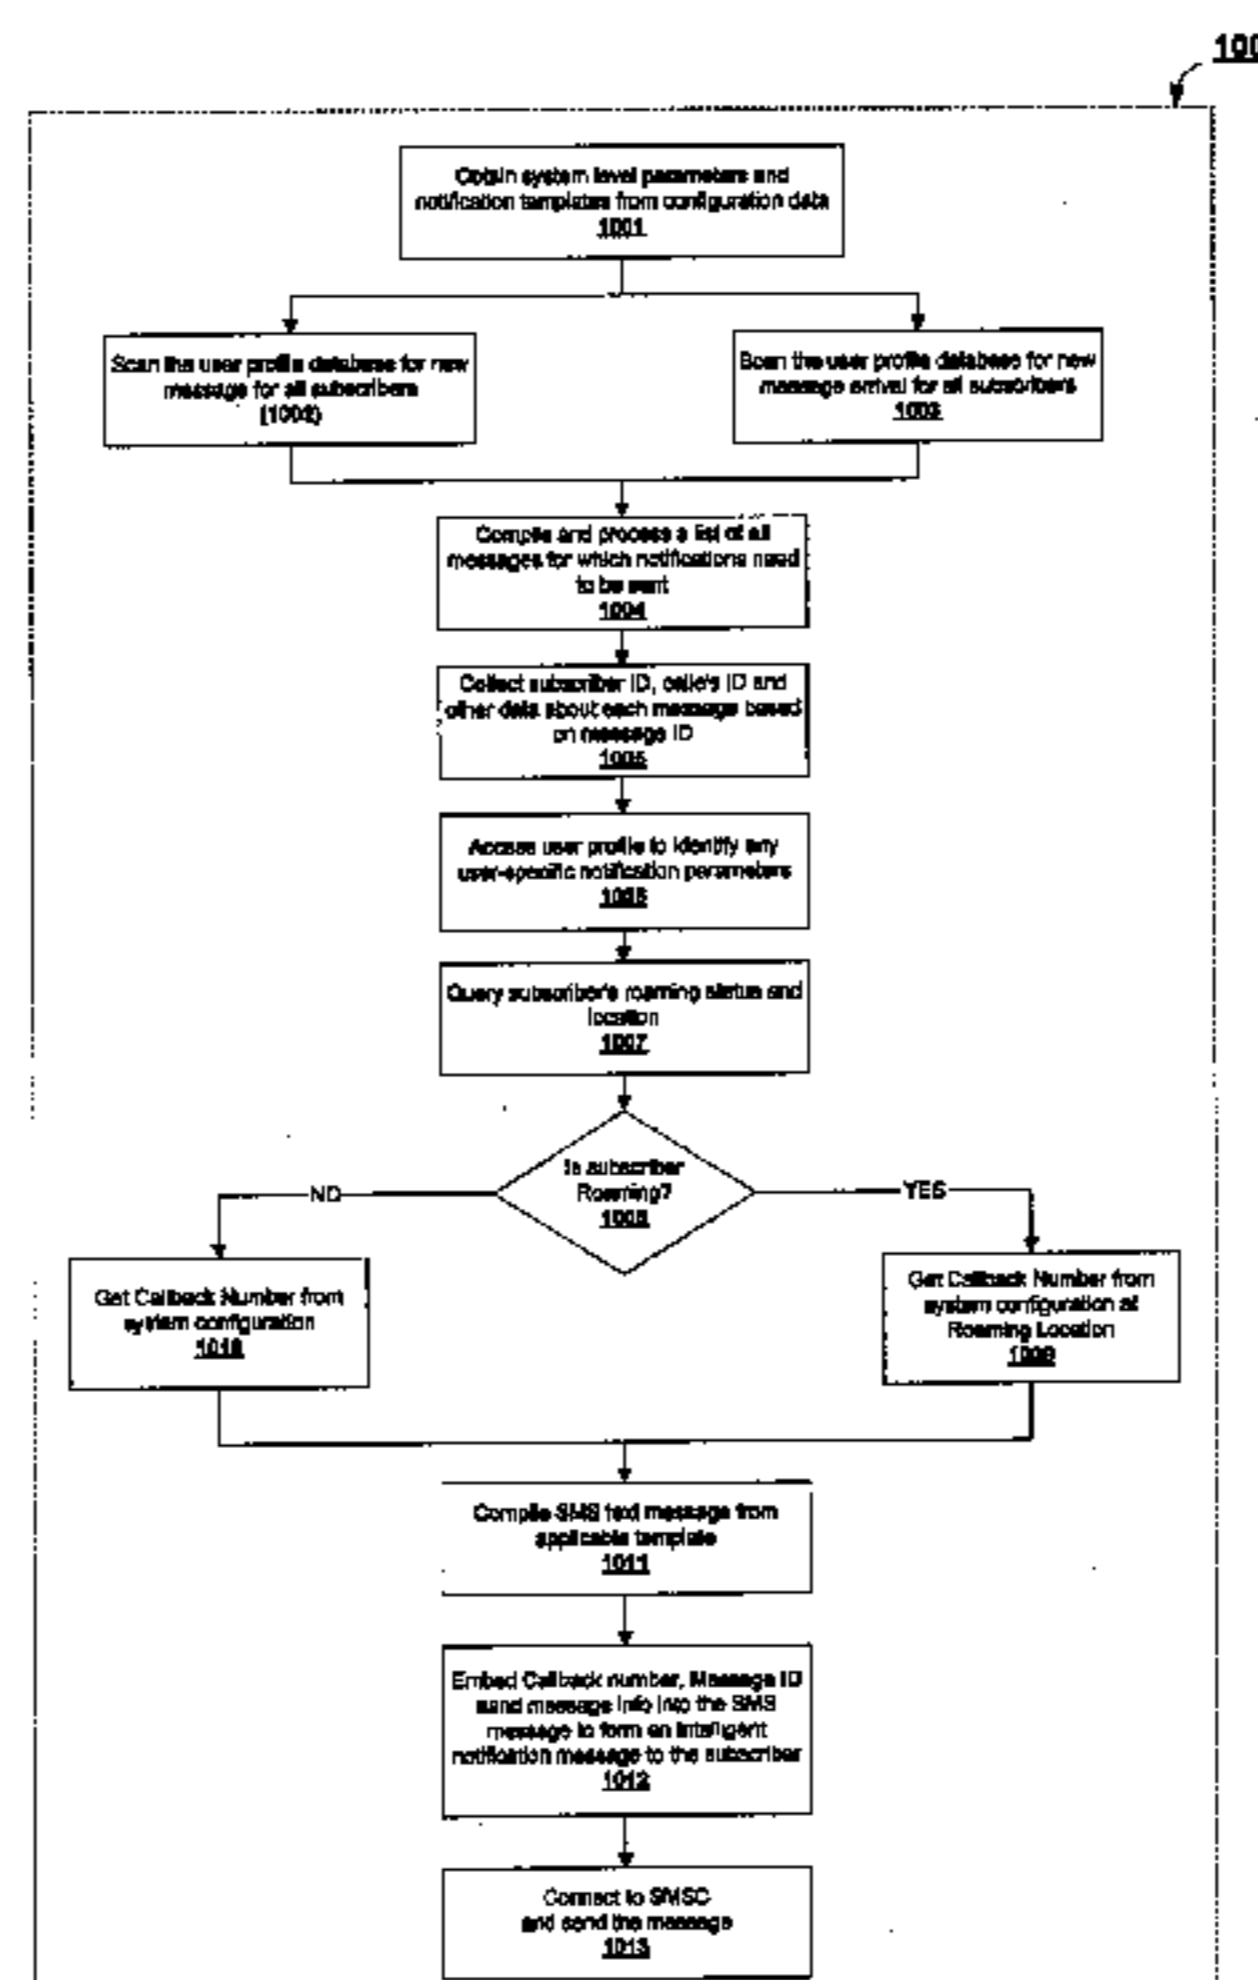 100
Obtain system level parameters and
notification templates from configuration data
1001
Scan the user profile database for new
message for all subscribers
(1002)
Scan the user profile database for new
message arrival for all subscribers
1003
Compile and process a list of all
messages for which notifications need
to be sent
1004
Collect subscriber ID, calle's ID and
other data about each message based
on message ID
1005
Access user profile to identify any
user-specific notification parameters
1006
Query subscriber's roaming status and
location
1007
Is subscriber
Roaming?
1008
NO
YES
Get Callback Number from
system configuration
1010
Get Callback Number from
system configuration at
Roaming Location
1009
Compile SMS text message from
applicable template
1011
Embed Callback number, Message ID
send message info into the SMS
message to form an intelligent
notification message to the subscriber
1012
Connect to SMSC
and send the message
1013